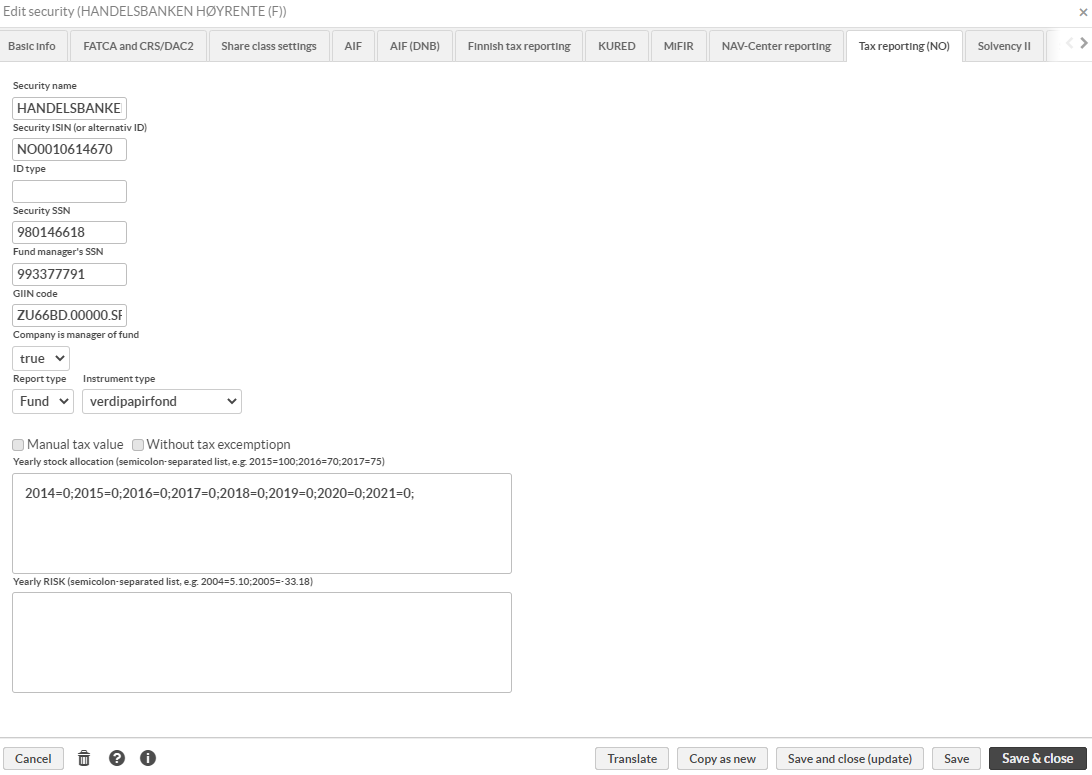 Edit security (HANDELSBANKEN HØYRENTE (F))
Basic info FATCA and CRS/DAC2 Share class settings AIF AIF (DNB) Finnish tax reporting KURED MiFIR NAV-Center reporting Tax reporting (NO) Solvency II
Security name
HANDELSBANKE
Security ISIN (or alternativ ID)
NO0010614670
ID type
Security SSN
980146618
Fund manager's SSN
993377791
GIIN code
ZU66BD.00000.SF
Company is manager of fund
true
Report type Instrument type
Fund verdipapirfond
Manual tax value Without tax excemptiopn
Yearly stock allocation (semicolon-separated list, e.g. 2015=100;2016=70;2017=75)
2014=0;2015=0;2016=0;2017=0;2018=0;2019=0;2020=0;2021=0;
Yearly RISK (semicolon-separated list, e.g. 2004=5.10;2005=-33.18)
Cancel Translate Copy as new Save and close (update) Save Save & close